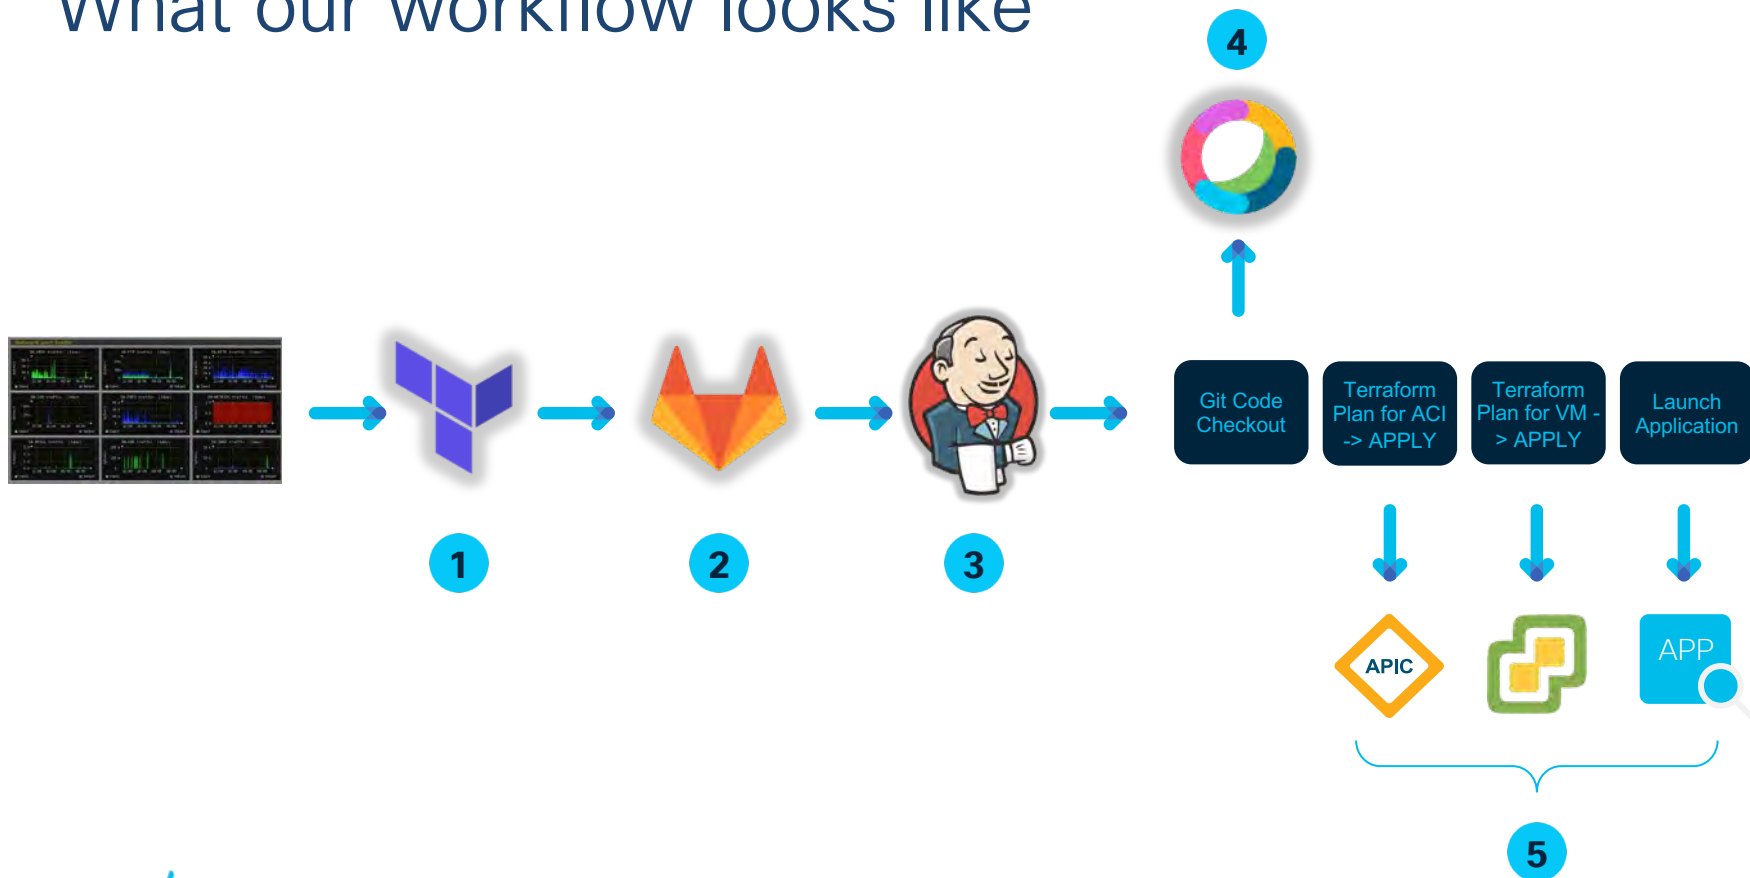 What our workflow looks like
4
Git Code
Checkout
Terraform
Plan for ACI
-> APPLY
Terraform
Plan for VM -
> APPLY
Launch
Application
1
2
3
APIC
APP
5